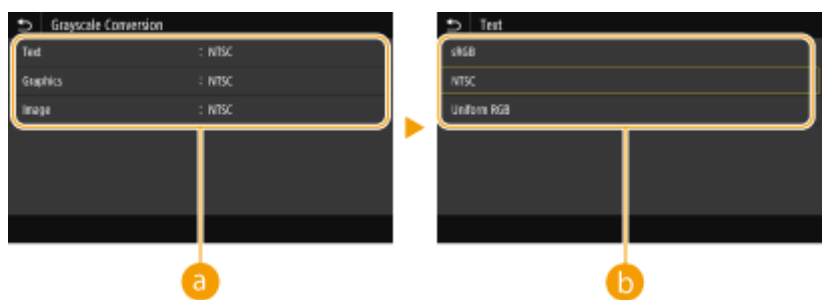 Grayscale Conversion
Text : NTSC
Graphics : NTSC
Image : NTSC
a
Text
sRGB
NTSC
Uniform RGB
b